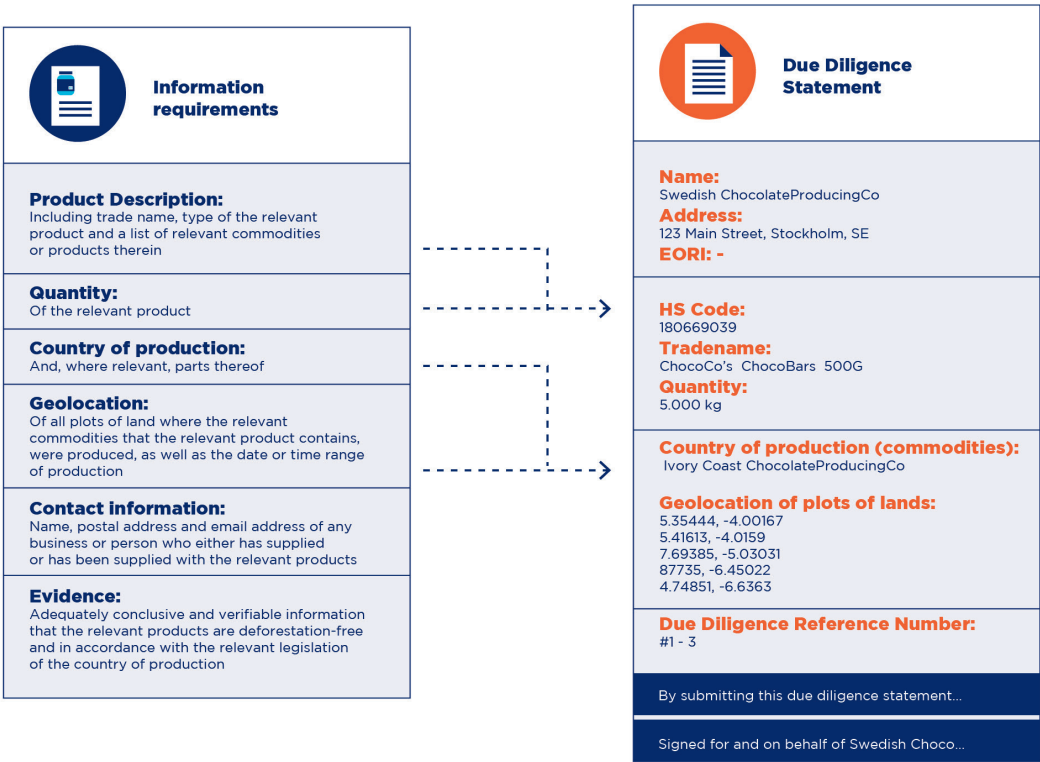 Information
requirements
Product Description:
Including trade name, type of the relevant
product and a list of relevant commodities
or products therein
Quantity:
Of the relevant product
Country of production:
And, where relevant, parts thereof
Geolocation:
Of all plots of land where the relevant
commodities that the relevant product contains,
were produced, as well as the date or time range
of production
Contact information:
Name, postal address and email address of any
business or person who either has supplied
or has been supplied with the relevant products
Evidence:
Adequately conclusive and verifiable information
that the relevant products are deforestation-free
and in accordance with the relevant legislation
of the country of production
Due Diligence
Statement
Name:
Swedish ChocolateProducingCo
Address:
123 Main Street, Stockholm, SE
EORI: -
HS Code:
180669039
Tradename:
ChocoCo's ChocoBars 500G
Quantity:
5.000 kg
Country of production (commodities):
Ivory Coast ChocolateProducingCo
Geolocation of plots of lands:
5.35444, -4.00167
5.41613, -4.0159
7.69385, -5.03031
87735, -6.45022
4.74851, -6.6363
Due Diligence Reference Number:
#1 - 3
By submitting this due diligence statement...
Signed for and on behalf of Swedish Choco...